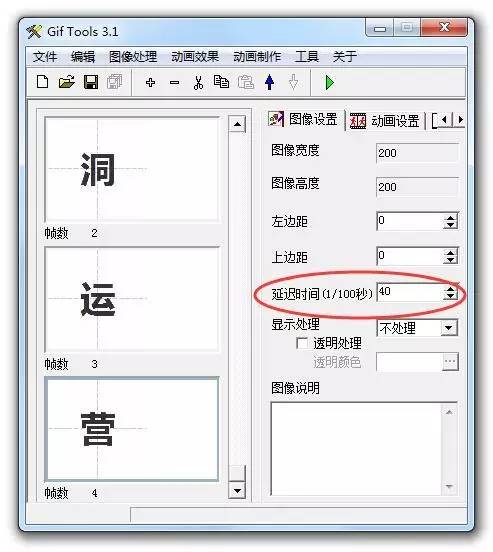 Gif Tools 3.1
文件 编辑 图像处理 动画效果 动画制作 工具 关于
图像设置 动画设置
洞
帧数 2
运
帧数 3
营
帧数 4
图像宽度 200
图像高度 200
左边距 0
上边距 0
延迟时间(1/100秒) 40
显示处理 不处理
透明处理
透明颜色 ...
图像说明